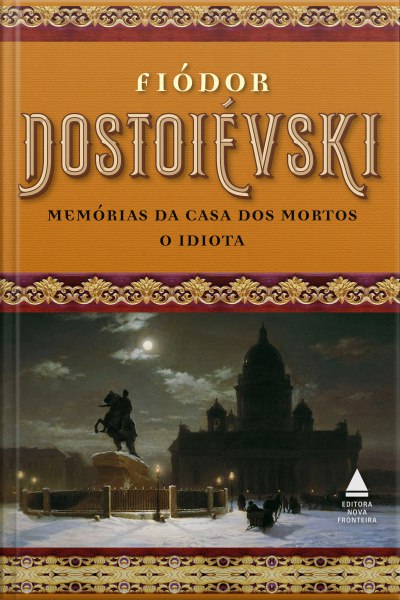 FIÓDOR
DOSTOIÉVSKI
MEMÓRIAS DA CASA DOS MORTOS
O IDIOTA
EDITORA
NOVA
FRONTEIRA